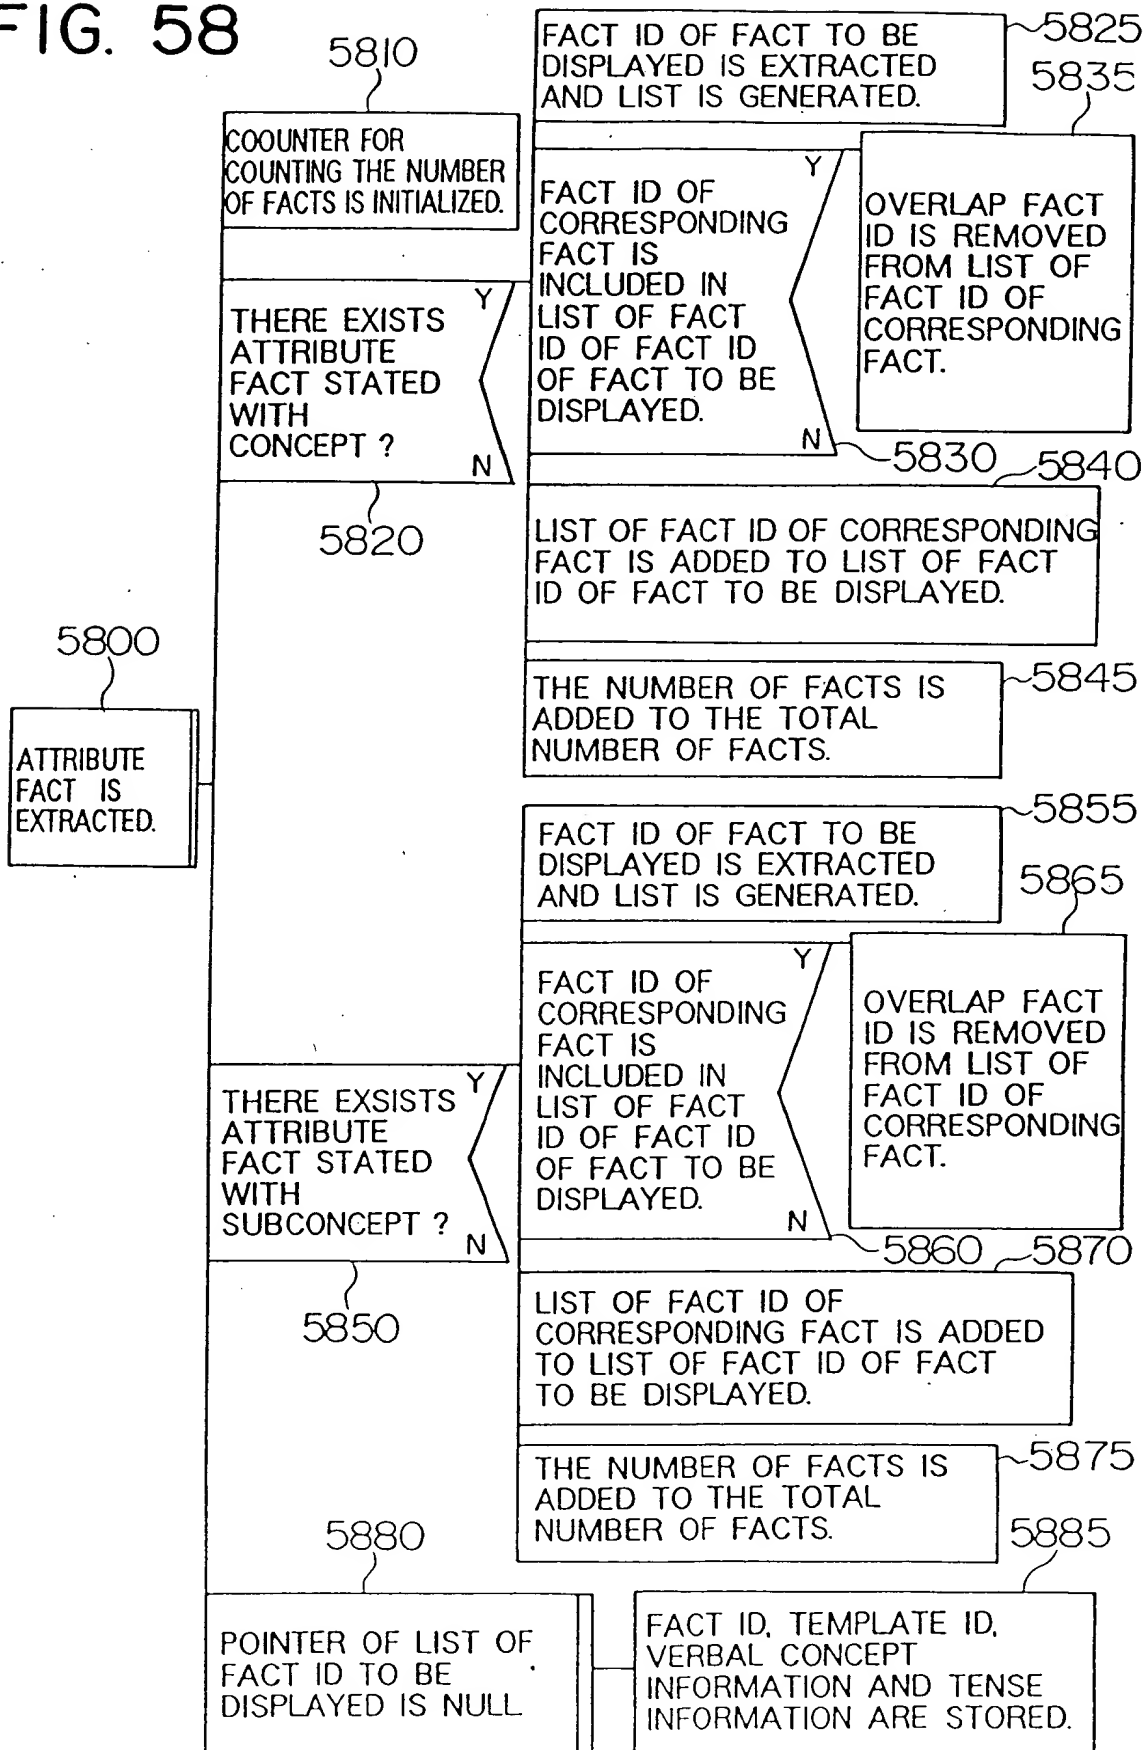 FIG. 58
5810
COOUNTER FOR
COUNTING THE NUMBER
OF FACTS IS INITIALIZED.
FACT ID OF FACT TO BE
DISPLAYED IS EXTRACTED
AND LIST IS GENERATED.
5825
5835
Y
THERE EXISTS
ATTRIBUTE
FACT STATED
WITH
CONCEPT ?
N
5820
Y
FACT ID OF
CORRESPONDING
FACT IS
INCLUDED IN
LIST OF FACT
ID OF FACT ID
OF FACT TO BE
DISPLAYED.
N
5830
OVERLAP FACT
ID IS REMOVED
FROM LIST OF
FACT ID OF
CORRESPONDING
FACT.
5840
LIST OF FACT ID OF CORRESPONDING
FACT IS ADDED TO LIST OF FACT
ID OF FACT TO BE DISPLAYED.
5800
ATTRIBUTE
FACT IS
EXTRACTED.
5845
THE NUMBER OF FACTS IS
ADDED TO THE TOTAL
NUMBER OF FACTS.
5855
FACT ID OF FACT TO BE
DISPLAYED IS EXTRACTED
AND LIST IS GENERATED.
5865
Y
THERE EXSISTS
ATTRIBUTE
FACT STATED
WITH
SUBCONCEPT ?
N
5850
Y
FACT ID OF
CORRESPONDING
FACT IS
INCLUDED IN
LIST OF FACT
ID OF FACT ID
OF FACT TO BE
DISPLAYED.
N
5860
OVERLAP FACT
ID IS REMOVED
FROM LIST OF
FACT ID OF
CORRESPONDING
FACT.
5870
LIST OF FACT ID OF
CORRESPONDING FACT IS ADDED
TO LIST OF FACT ID OF FACT
TO BE DISPLAYED.
5875
THE NUMBER OF FACTS IS
ADDED TO THE TOTAL
NUMBER OF FACTS.
5880
POINTER OF LIST OF
FACT ID TO BE
DISPLAYED IS NULL
5885
FACT ID, TEMPLATE ID,
VERBAL CONCEPT
INFORMATION AND TENSE
INFORMATION ARE STORED.